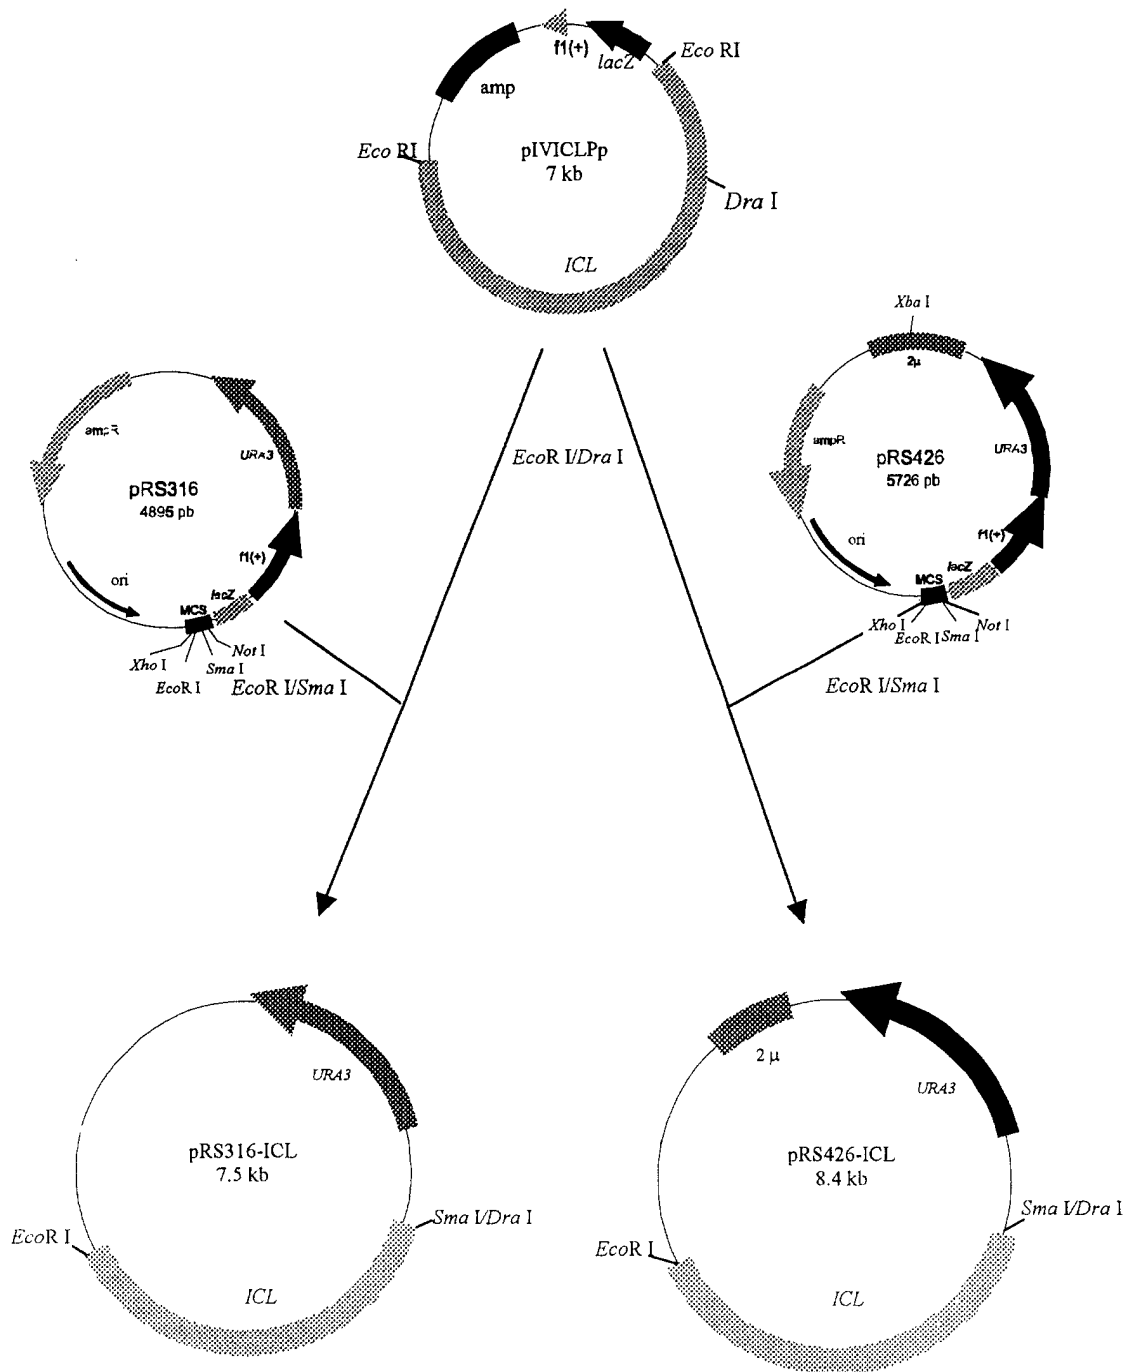 f1(+)
lacZ
Eco RI
amp
Eco RI
pIVICLPp
7 kb
Dra I
ICL
Xba I
2µ
ampR
URA3
pRS316
4895 pb
ori
f1(+)
lacZ
MCS
Xho I
EcoR I
Sma I
Not I
EcoR I/Sma I
EcoR I/Dra I
ampR
URA3
pRS426
5726 pb
ori
f1(+)
lacZ
MCS
Xho I
EcoR I
Sma I
Not I
EcoR I/Sma I
URA3
pRS316-ICL
7.5 kb
Sma I/Dra I
EcoR I
ICL
2 µ
URA3
pRS426-ICL
8.4 kb
Sma I/Dra I
EcoR I
ICL